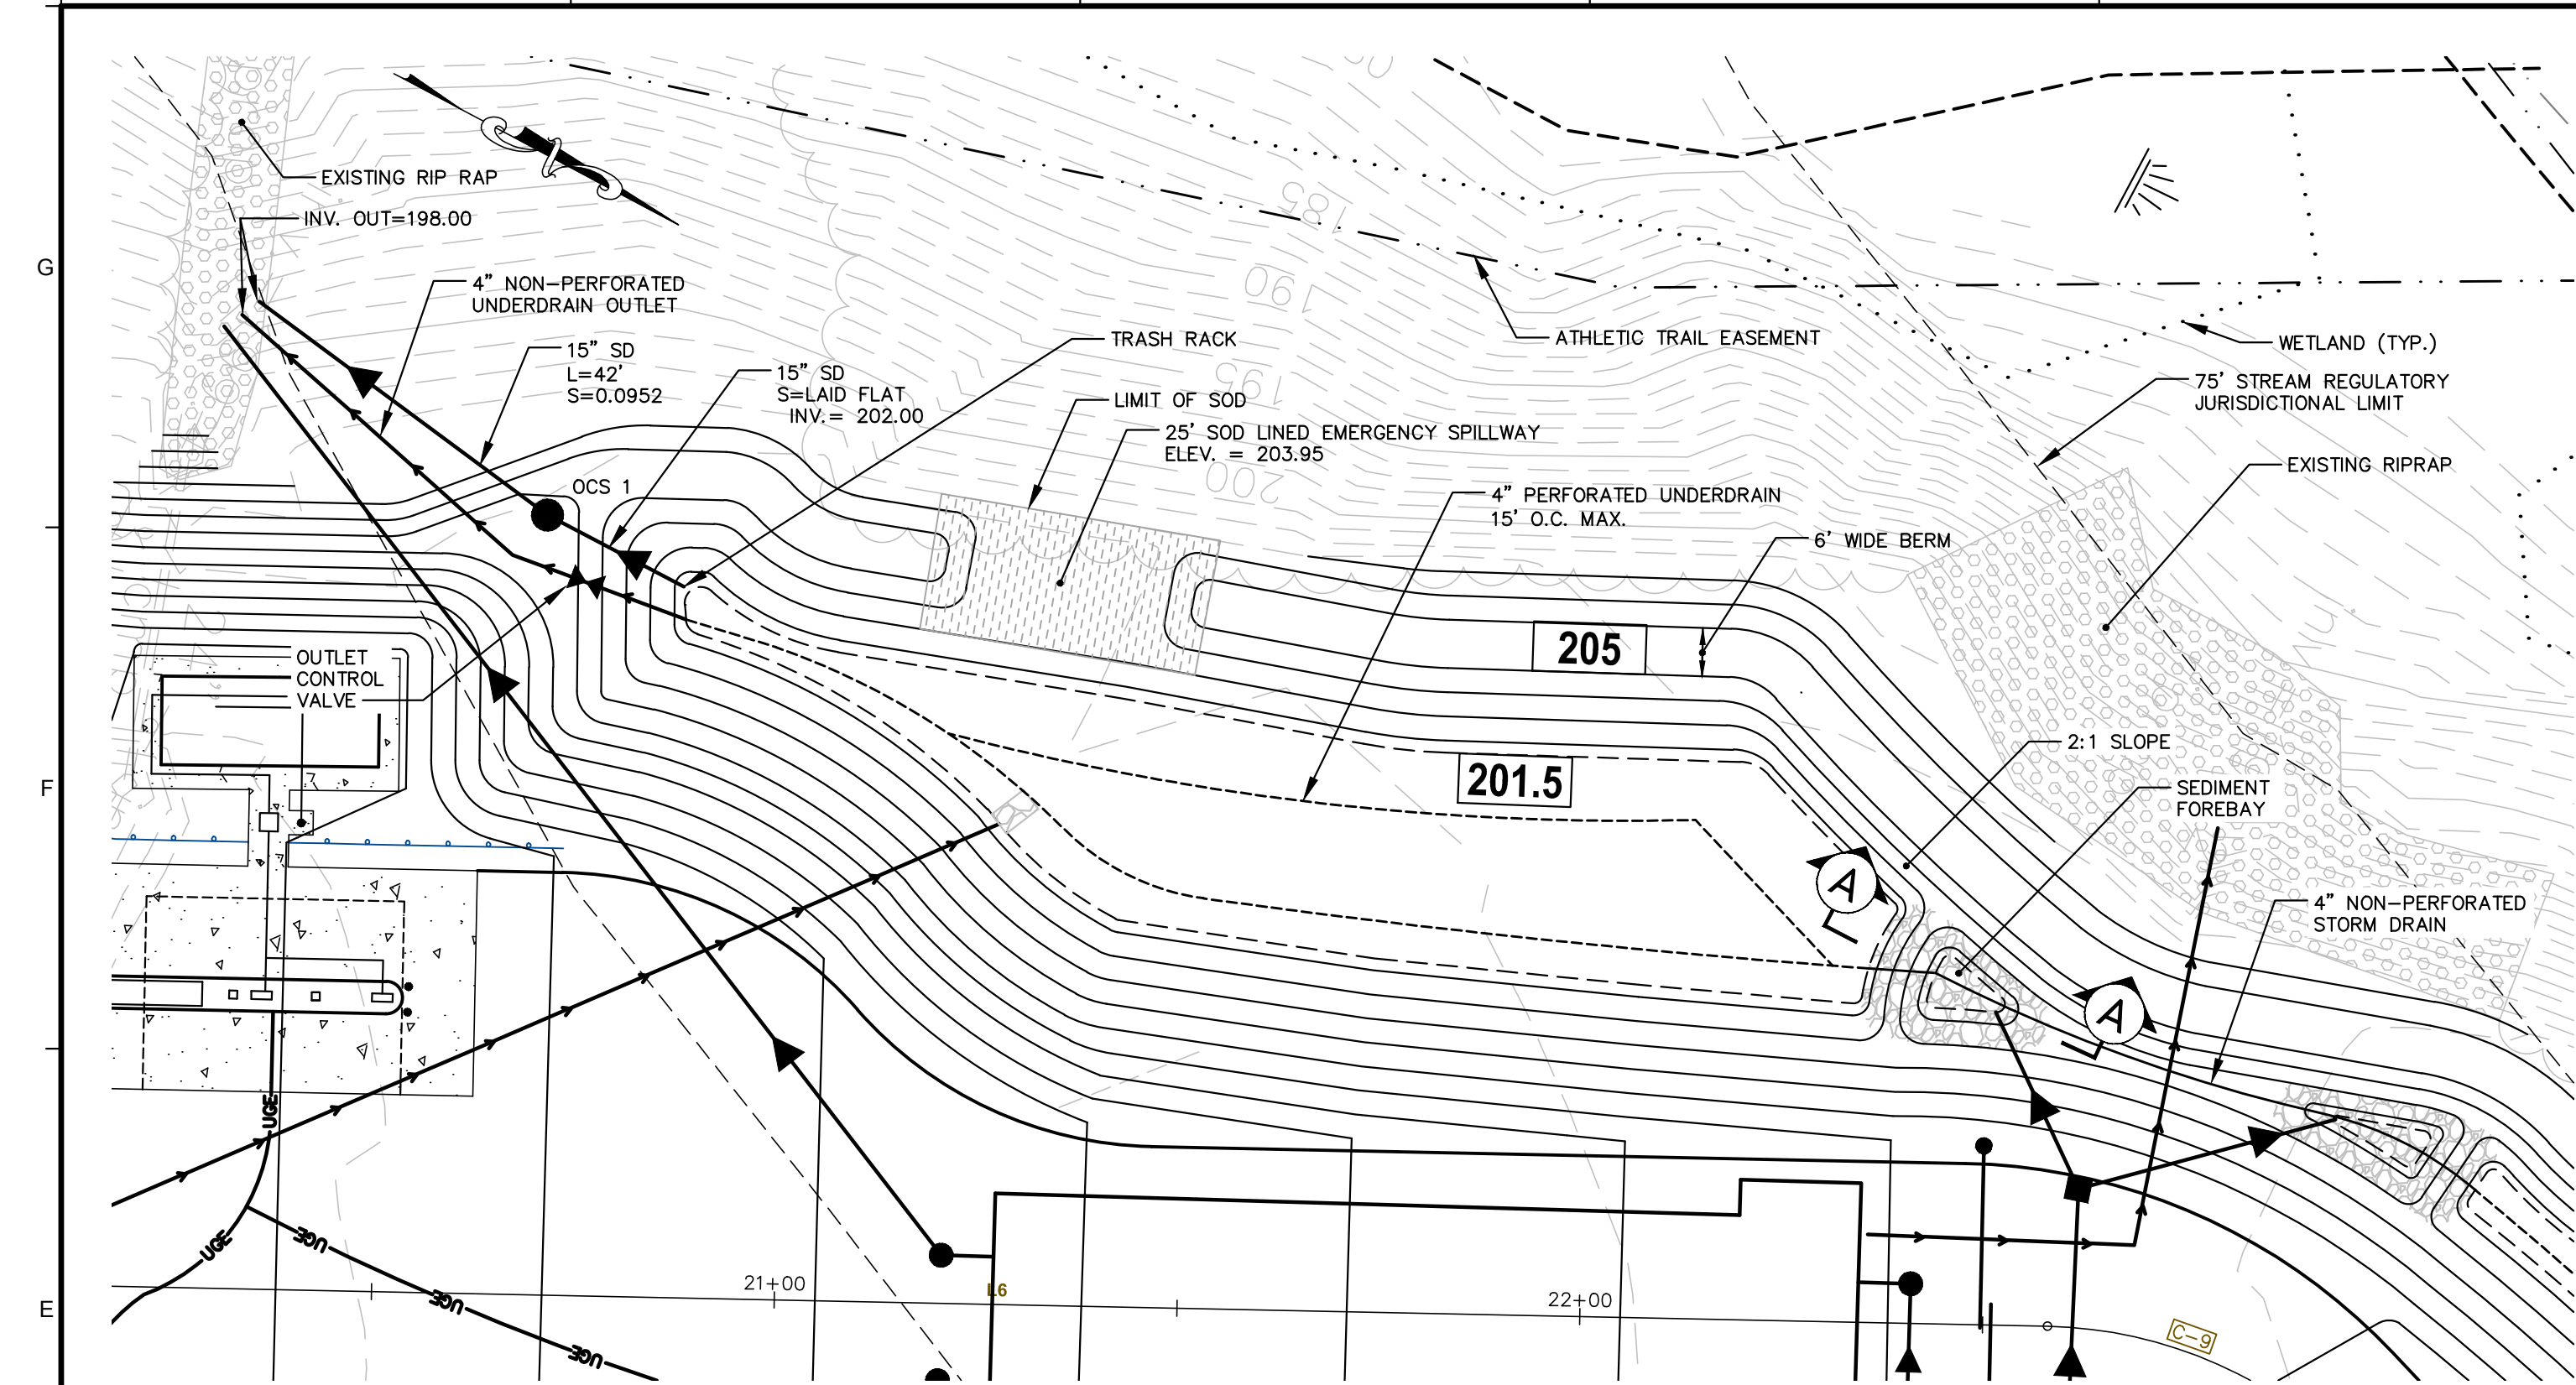 G
F
E
EXISTING RIP RAP
INV. OUT=198.00
4" NON-PERFORATED
UNDERDRAIN OUTLET
15" SD
L=42'
S=0.0952
15" SD
S=LAID FLAT
INV.= 202.00
TRASH RACK
LIMIT OF SOD
25' SOD LINED EMERGENCY SPILLWAY
ELEV. = 203.95
185
190
195
200
ATHLETIC TRAIL EASEMENT
WETLAND (TYP.)
75' STREAM REGULATORY
JURISDICTIONAL LIMIT
EXISTING RIPRAP
OCS 1
4" PERFORATED UNDERDRAIN
15' O.C. MAX.
6' WIDE BERM
205
201.5
OUTLET
CONTROL
VALVE
2:1 SLOPE
SEDIMENT
FOREBAY
A
A
4" NON-PERFORATED
STORM DRAIN
UGE
UGE
UGE
UGE
UGE
21+00
L6
22+00
C-9